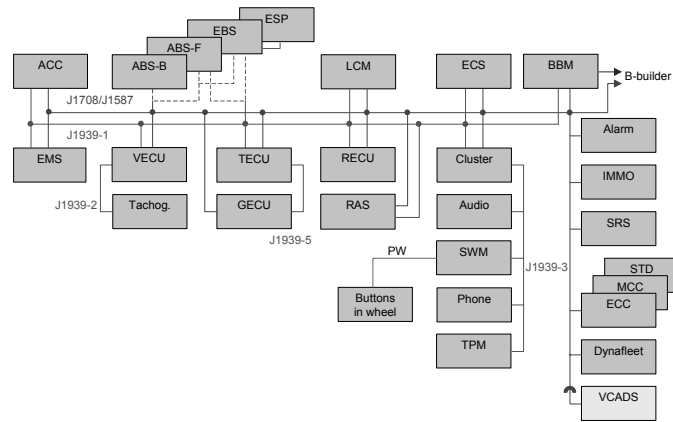 ESP
EBS
ABS-F
ABS-B
ACC
LCM
ECS
BBM
B-builder
J1708/J1587
J1939-1
Alarm
EMS
VECU
TECU
RECU
Cluster
IMMO
J1939-2
Tachog.
GECU
RAS
Audio
SRS
J1939-5
PW
SWM
J1939-3
STD
MCC
ECC
Buttons
in wheel
Phone
TPM
Dynafleet
VCADS